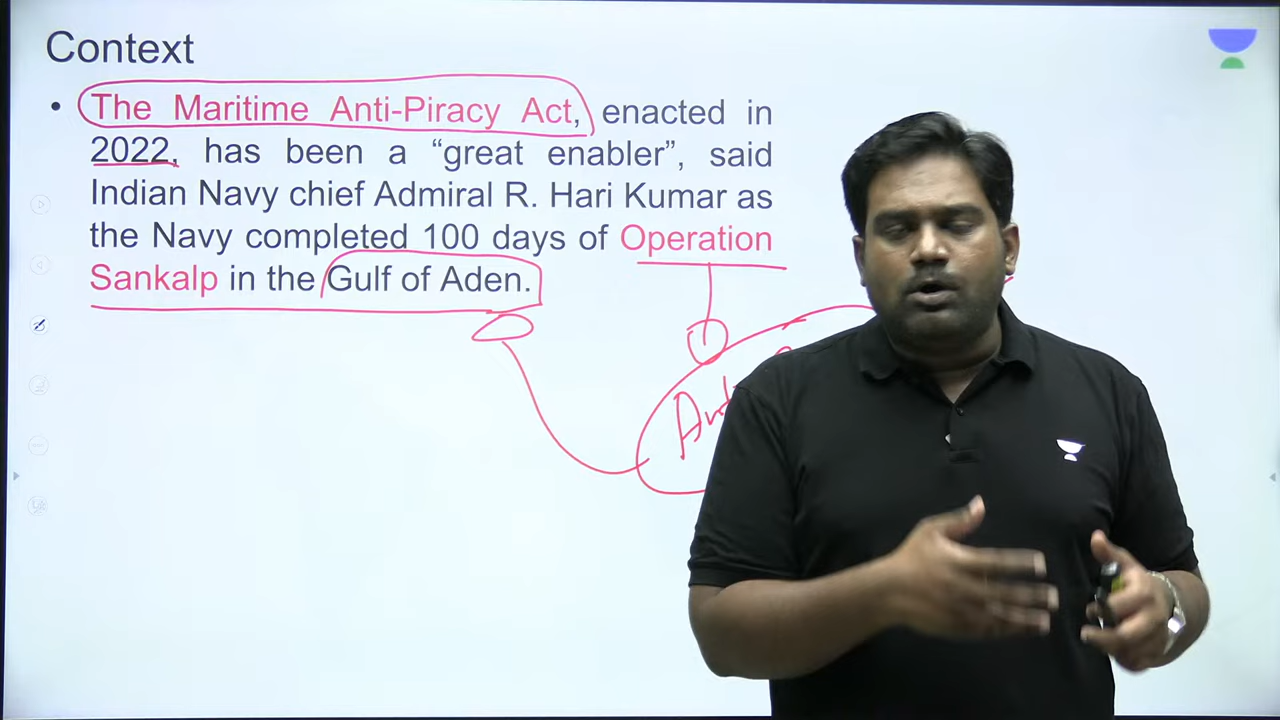 Context
• The Maritime Anti-Piracy Act, enacted in
2022, has been a “great enabler”, said
Indian Navy chief Admiral R. Hari Kumar as
the Navy completed 100 days of Operation
Sankalp in the Gulf of Aden.